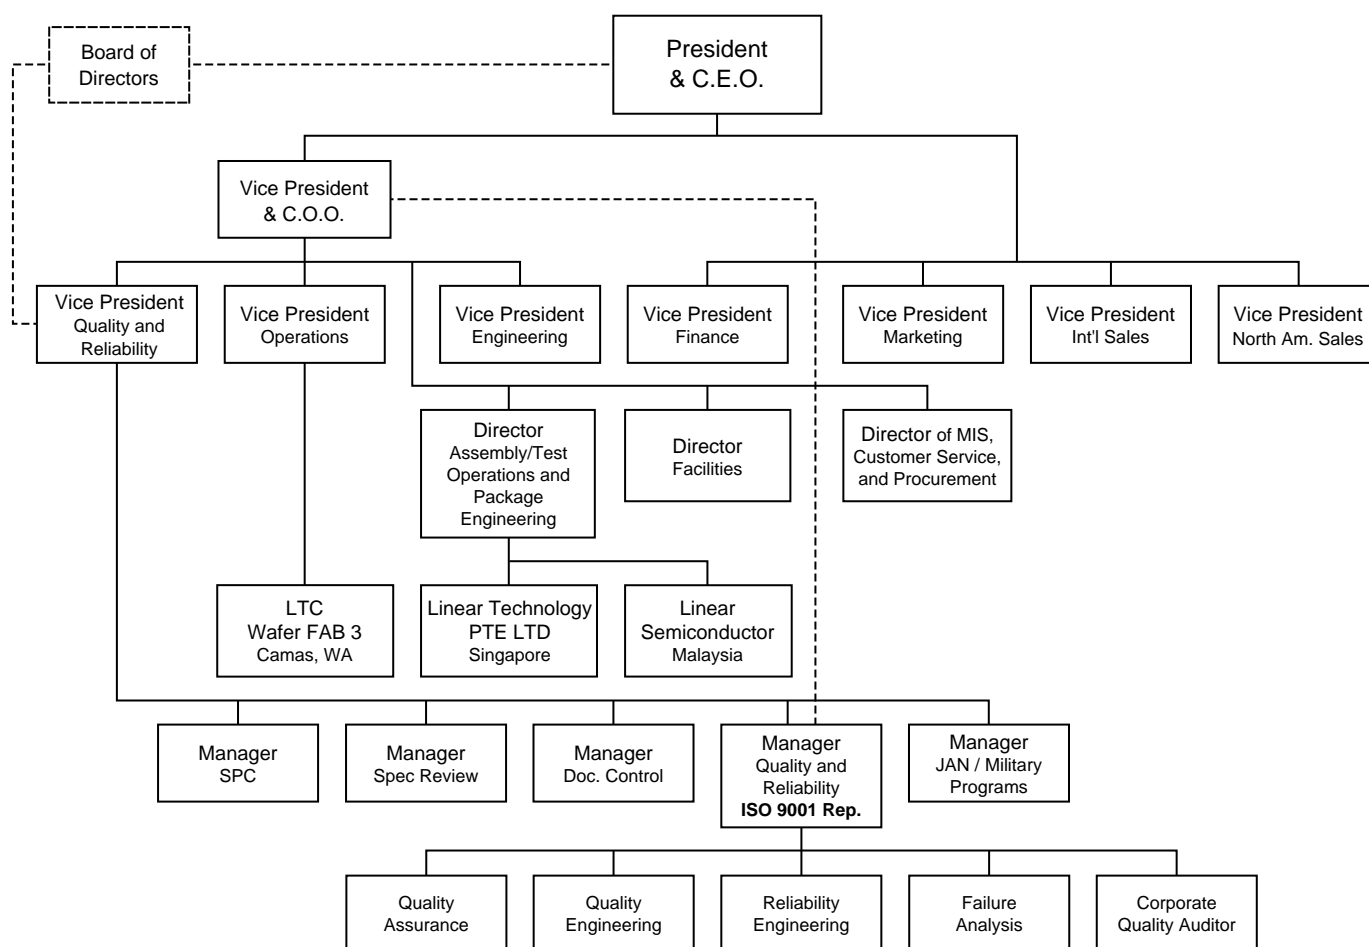 Board of
Directors
President
& C.E.O.
Vice President
& C.O.O.
Vice President
Quality and
Reliability
Vice President
Operations
Vice President
Engineering
Vice President
Finance
Vice President
Marketing
Vice President
Int'l Sales
Vice President
North Am. Sales
Director
Assembly/Test
Operations and
Package
Engineering
Director
Facilities
Director of MIS,
Customer Service,
and Procurement
LTC
Wafer FAB 3
Camas, WA
Linear Technology
PTE LTD
Singapore
Linear
Semiconductor
Malaysia
Manager
SPC
Manager
Spec Review
Manager
Doc. Control
Manager
Quality and
Reliability
ISO 9001 Rep.
Manager
JAN / Military
Programs
Quality
Assurance
Quality
Engineering
Reliability
Engineering
Failure
Analysis
Corporate
Quality Auditor